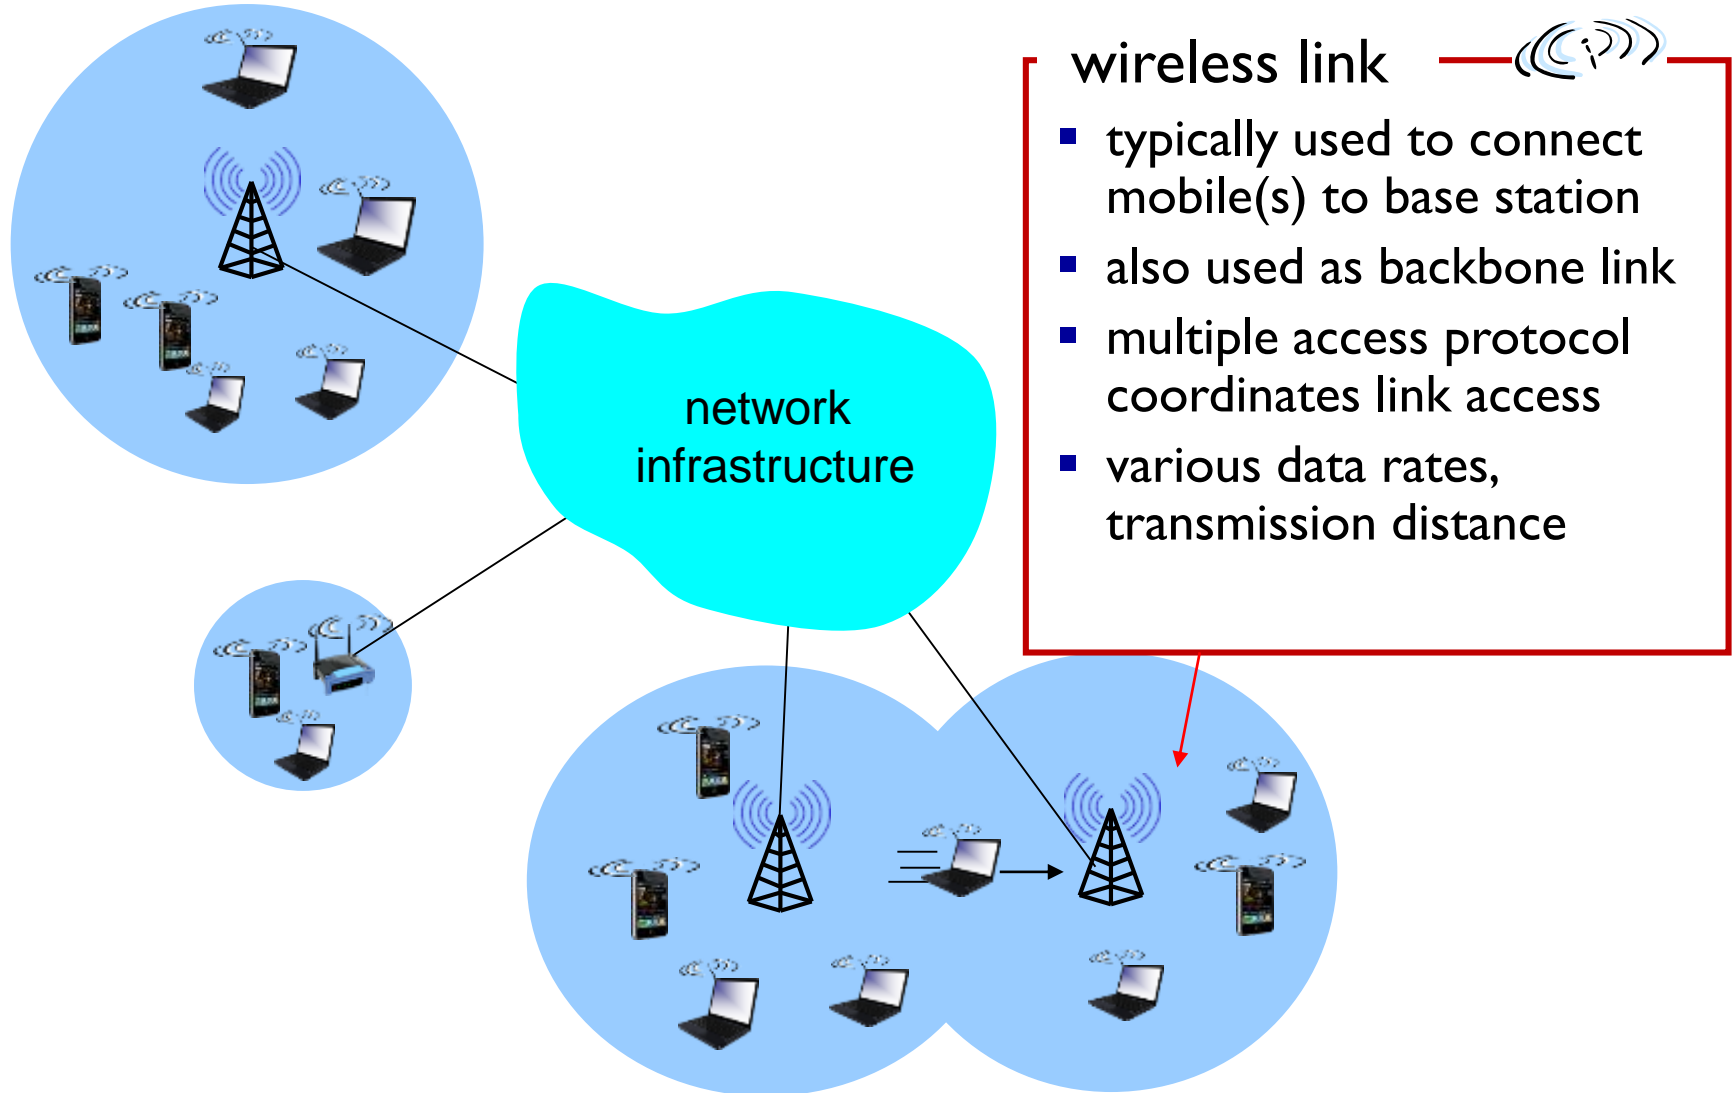 wireless link
▪ typically used to connect
mobile(s) to base station
▪ also used as backbone link
▪ multiple access protocol
coordinates link access
▪ various data rates,
transmission distance
network
infrastructure